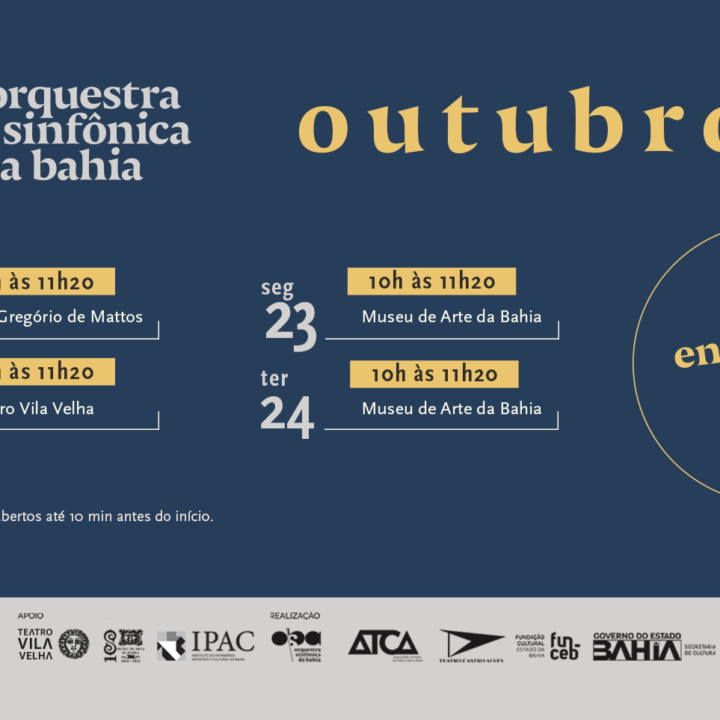 orquestra
sinfônica
a bahia
outubro
às 11h20
Gregório de Mattos
às 11h20
ro Vila Velha
seg
23
10h às 11h20
Museu de Arte da Bahia
ter
24
10h às 11h20
Museu de Arte da Bahia
en
bertos até 10 min antes do início.
APOIO
TEATRO
VILA
VELHA
IPAC
REALIZAÇÃO
orquestra
sinfônica
da bahia
ATCA
TEATRO CASTRO ALVES
FUNDAÇÃO
CULTURAL
ESTADO DA
BAHIA
fun
ceb
GOVERNO DO ESTADO
BAHIA
SECRETARIA
DE CULTURA